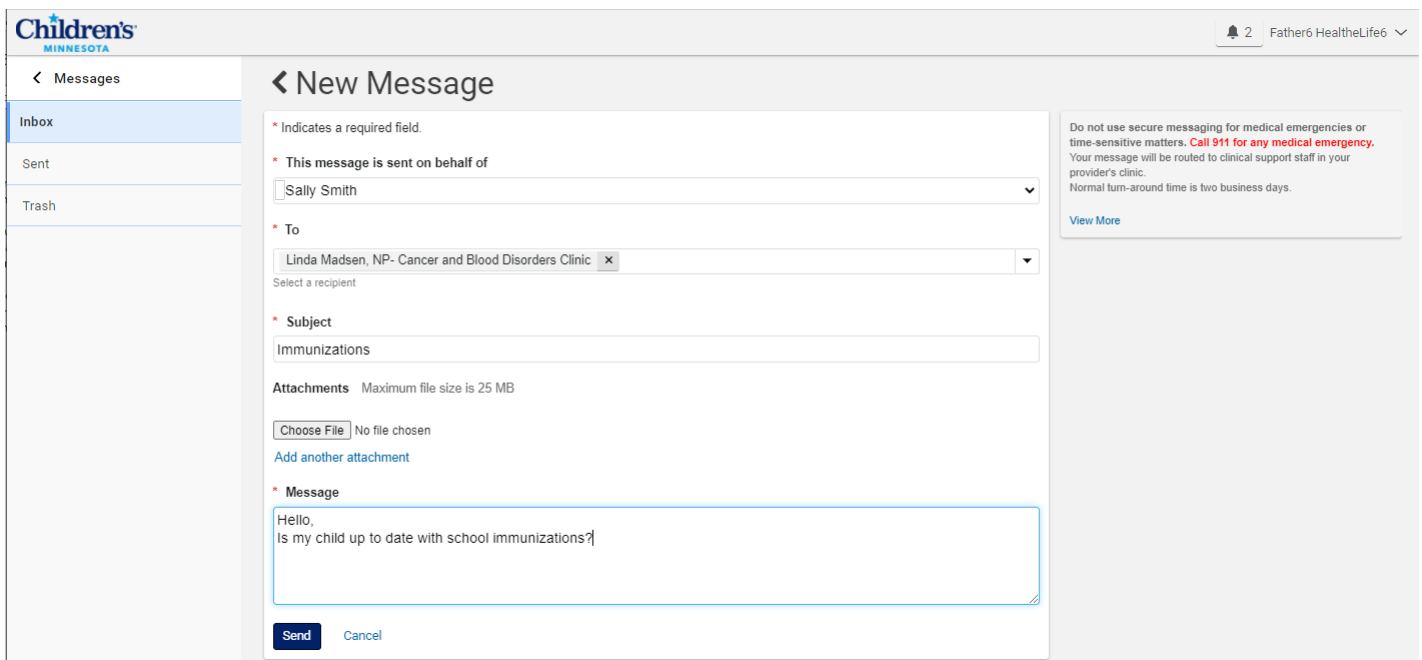 Children's
MINNESOTA
2 Father6 HealtheLife6
Messages
Inbox
Sent
Trash
New Message
* Indicates a required field.
* This message is sent on behalf of
Sally Smith
* To
Linda Madsen, NP- Cancer and Blood Disorders Clinic x
Select a recipient
* Subject
Immunizations
Attachments Maximum file size is 25 MB
Choose File No file chosen
Add another attachment
* Message
Hello,
Is my child up to date with school immunizations?
Send Cancel
Do not use secure messaging for medical emergencies or
time-sensitive matters. Call 911 for any medical emergency.
Your message will be routed to clinical support staff in your
provider's clinic.
Normal turn-around time is two business days.
View More